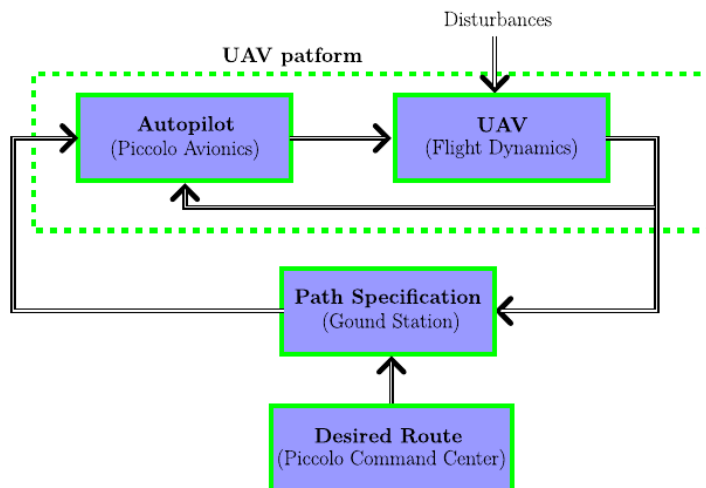 Disturbances
UAV patform
Autopilot
(Piccolo Avionics)
UAV
(Flight Dynamics)
Path Specification
(Gound Station)
Desired Route
(Piccolo Command Center)